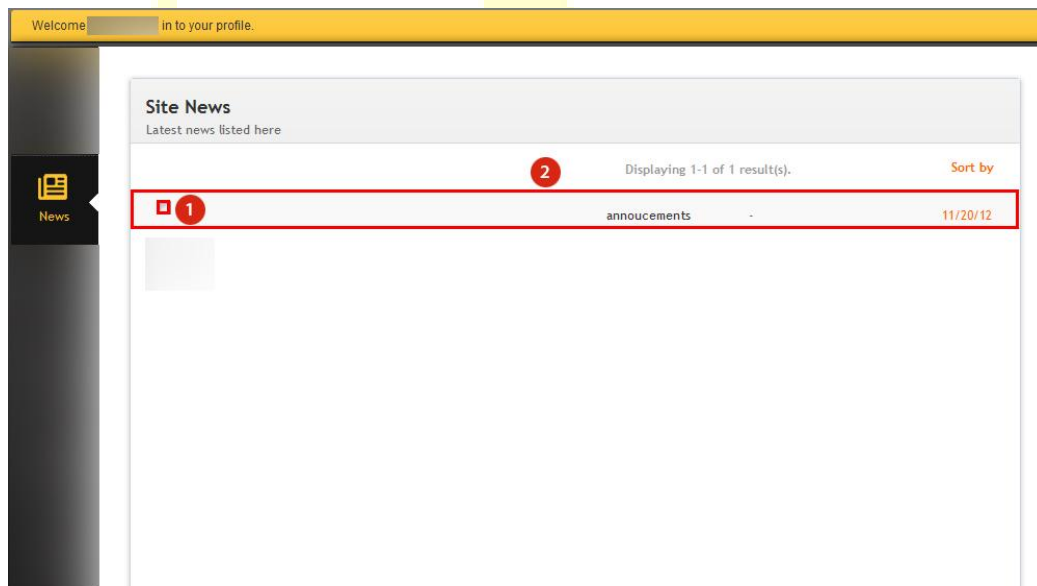 Welcome in to your profile.
Site News
Latest news listed here
2
Displaying 1-1 of 1 result(s).
Sort by
News
1
annoucements - 11/20/12